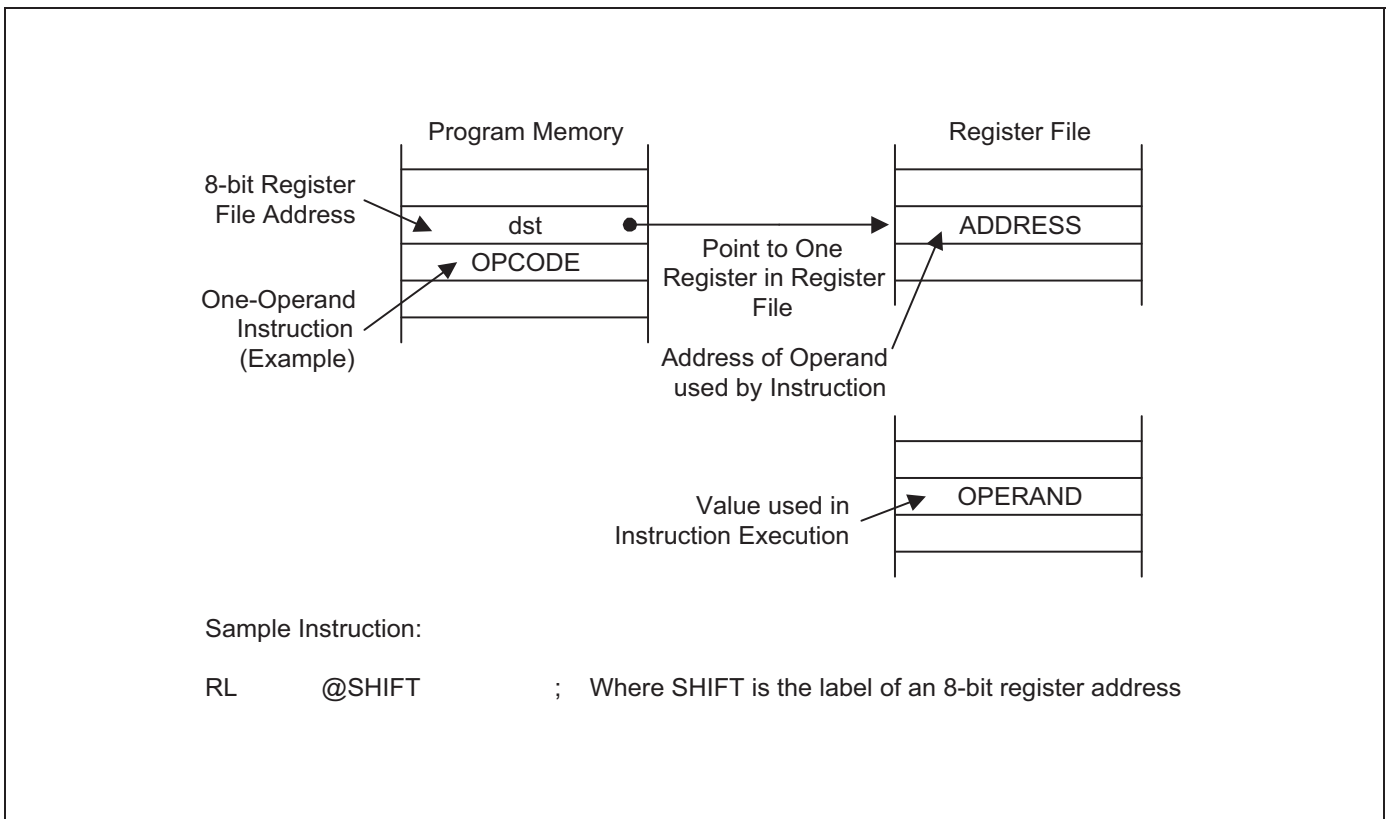 Program Memory
Register File
8-bit Register
File Address
dst
ADDRESS
OPCODE
Point to One
Register in Register
File
One-Operand
Instruction
(Example)
Address of Operand
used by Instruction
OPERAND
Value used in
Instruction Execution
Sample Instruction:
RL @SHIFT ; Where SHIFT is the label of an 8-bit register address